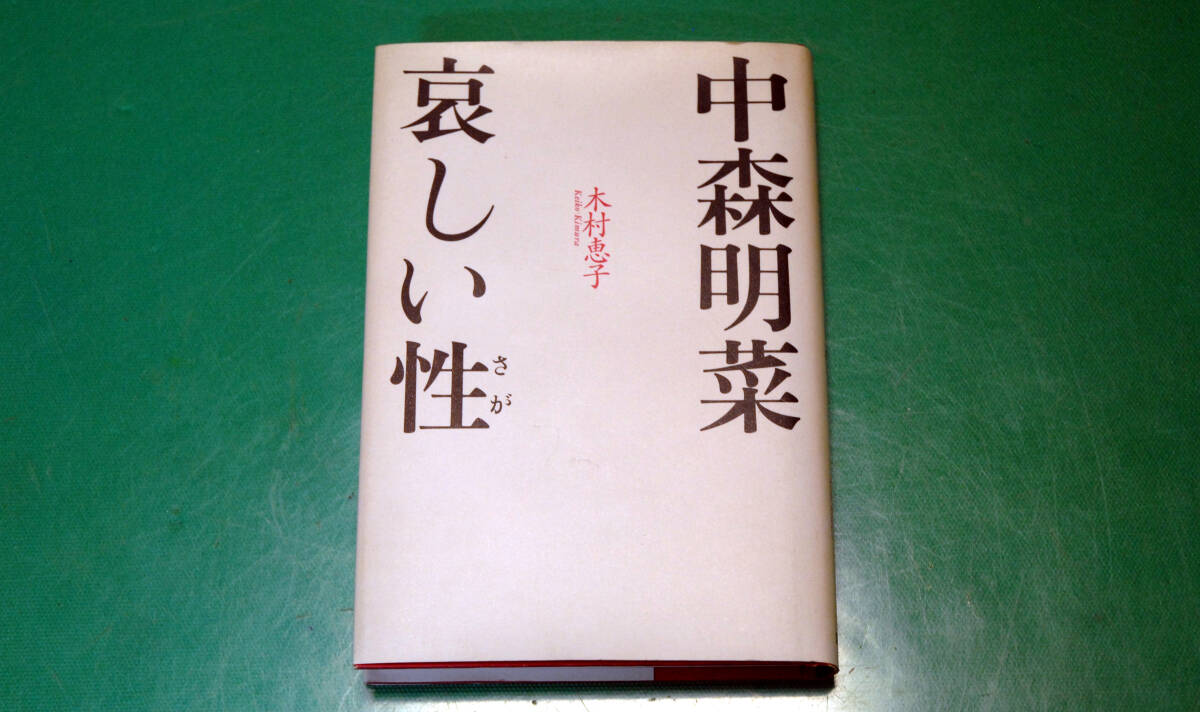 中森明菜
哀しい性
さが
木村恵子
Keiko Kimura